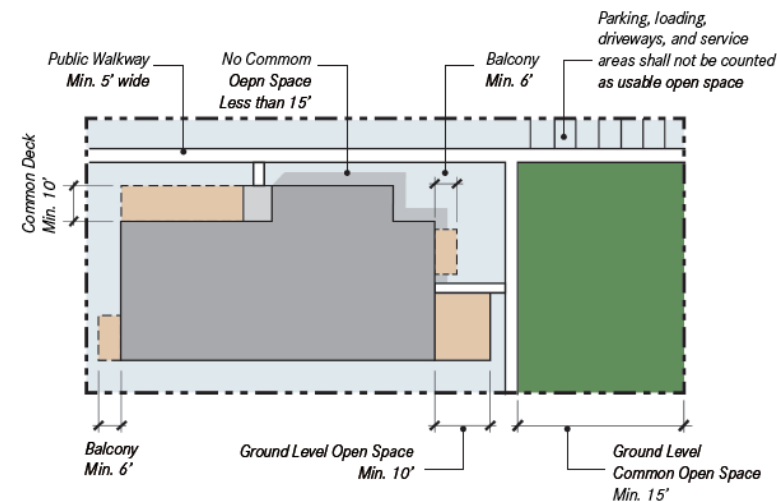 Parking, loading,
driveways, and service
areas shall not be counted
as usable open space
Public Walkway
Min. 5' wide
No Commom
Oepn Space
Less than 15'
Balcony
Min. 6'
Common Deck
Min. 10'
Balcony
Min. 6'
Ground Level Open Space
Min. 10'
Ground Level
Common Open Space
Min. 15'